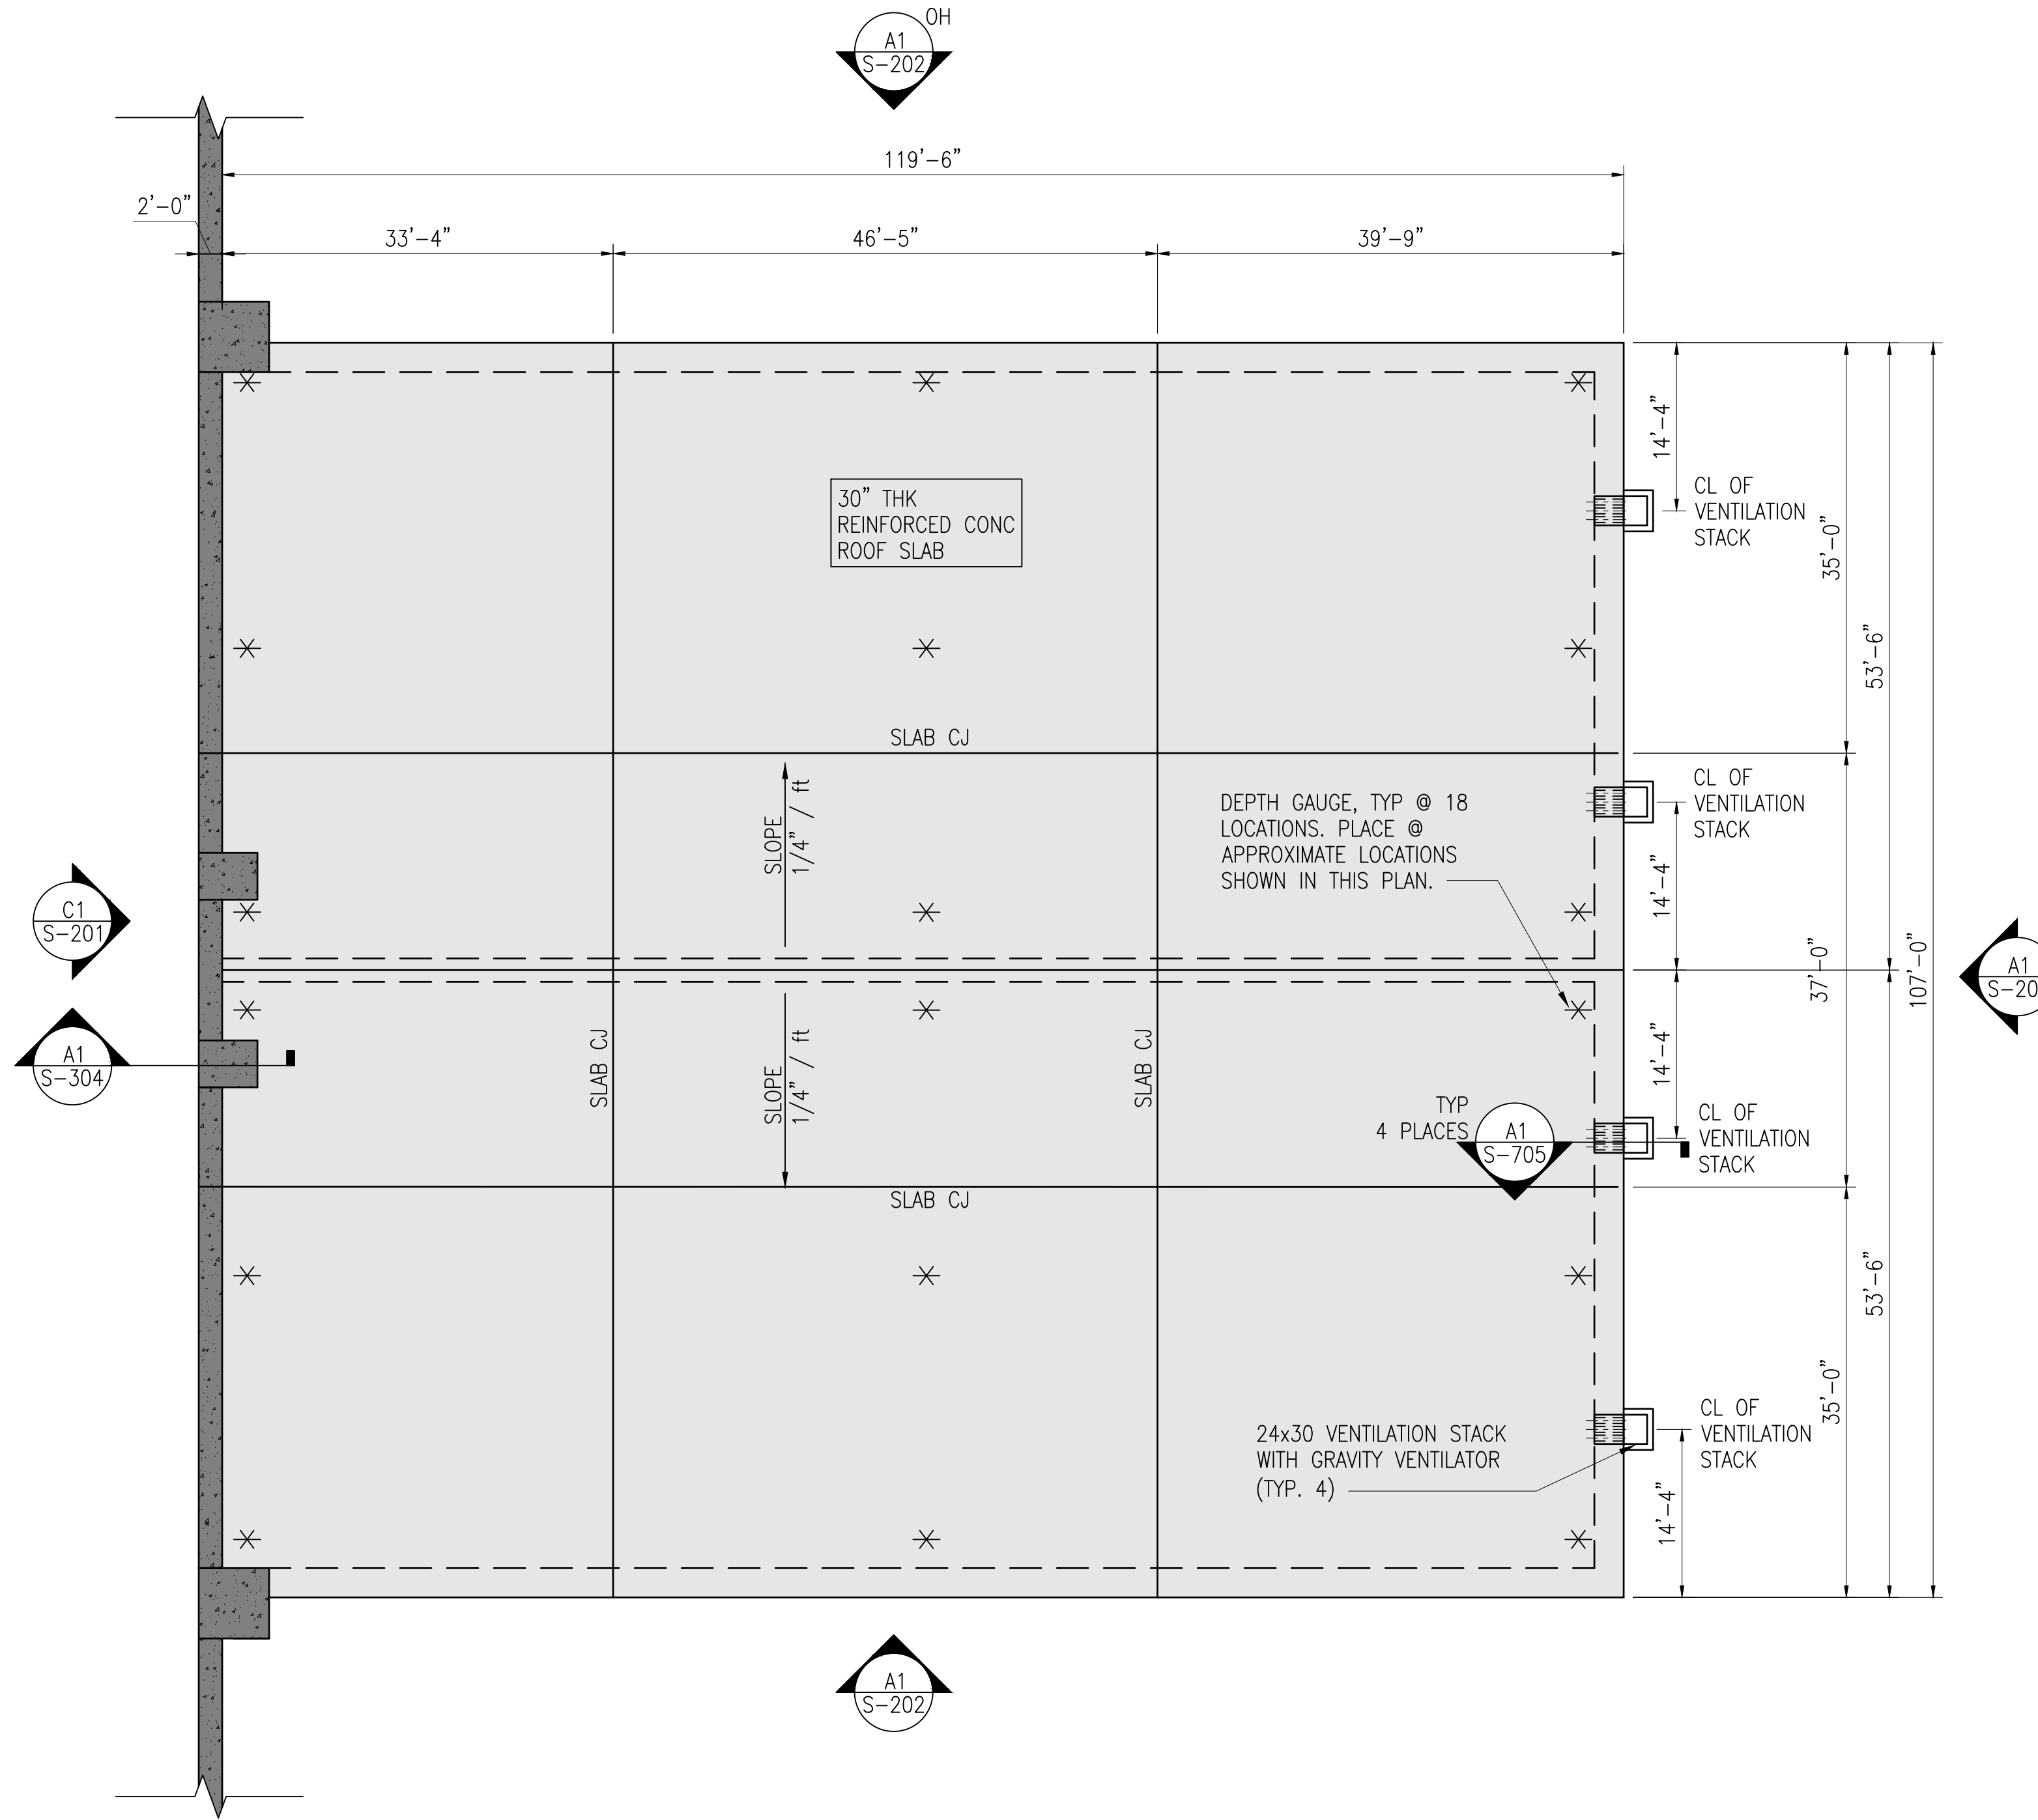 OH
A1
S-202
119'-6"
2'-0"
33'-4"
46'-5"
39'-9"
30" THK
REINFORCED CONC
ROOF SLAB
14'-4"
CL OF
VENTILATION
STACK
35'-0"
53'-6"
SLAB CJ
SLOPE
1/4" / ft
DEPTH GAUGE, TYP @ 18
LOCATIONS. PLACE @
APPROXIMATE LOCATIONS
SHOWN IN THIS PLAN.
CL OF
VENTILATION
STACK
14'-4"
C1
S-201
37'-0"
107'-0"
A1
S-20
A1
S-304
SLAB CJ
SLOPE
1/4" / ft
SLAB CJ
14'-4"
TYP
4 PLACES
A1
S-705
CL OF
VENTILATION
STACK
SLAB CJ
53'-6"
35'-0"
24x30 VENTILATION STACK
WITH GRAVITY VENTILATOR
(TYP. 4)
CL OF
VENTILATION
STACK
14'-4"
A1
S-202